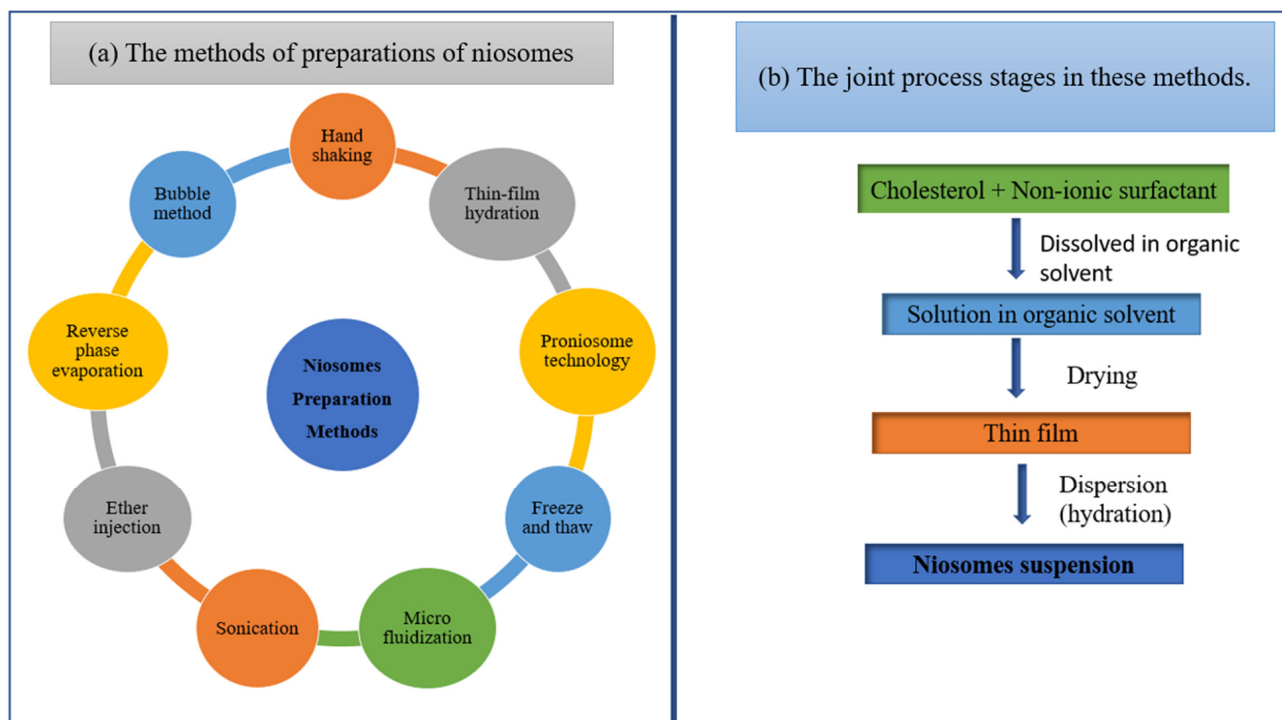 (a) The methods of preparations of niosomes
Hand
shaking
Thin-film
hydration
Proniosome
technology
Freeze
and thaw
Micro
fluidization
Sonication
Ether
injection
Reverse
phase
evaporation
Bubble
method
Niosomes
Preparation
Methods
(b) The joint process stages in these methods.
Cholesterol + Non-ionic surfactant
Dissolved in organic
solvent
Solution in organic solvent
Drying
Thin film
Dispersion
(hydration)
Niosomes suspension